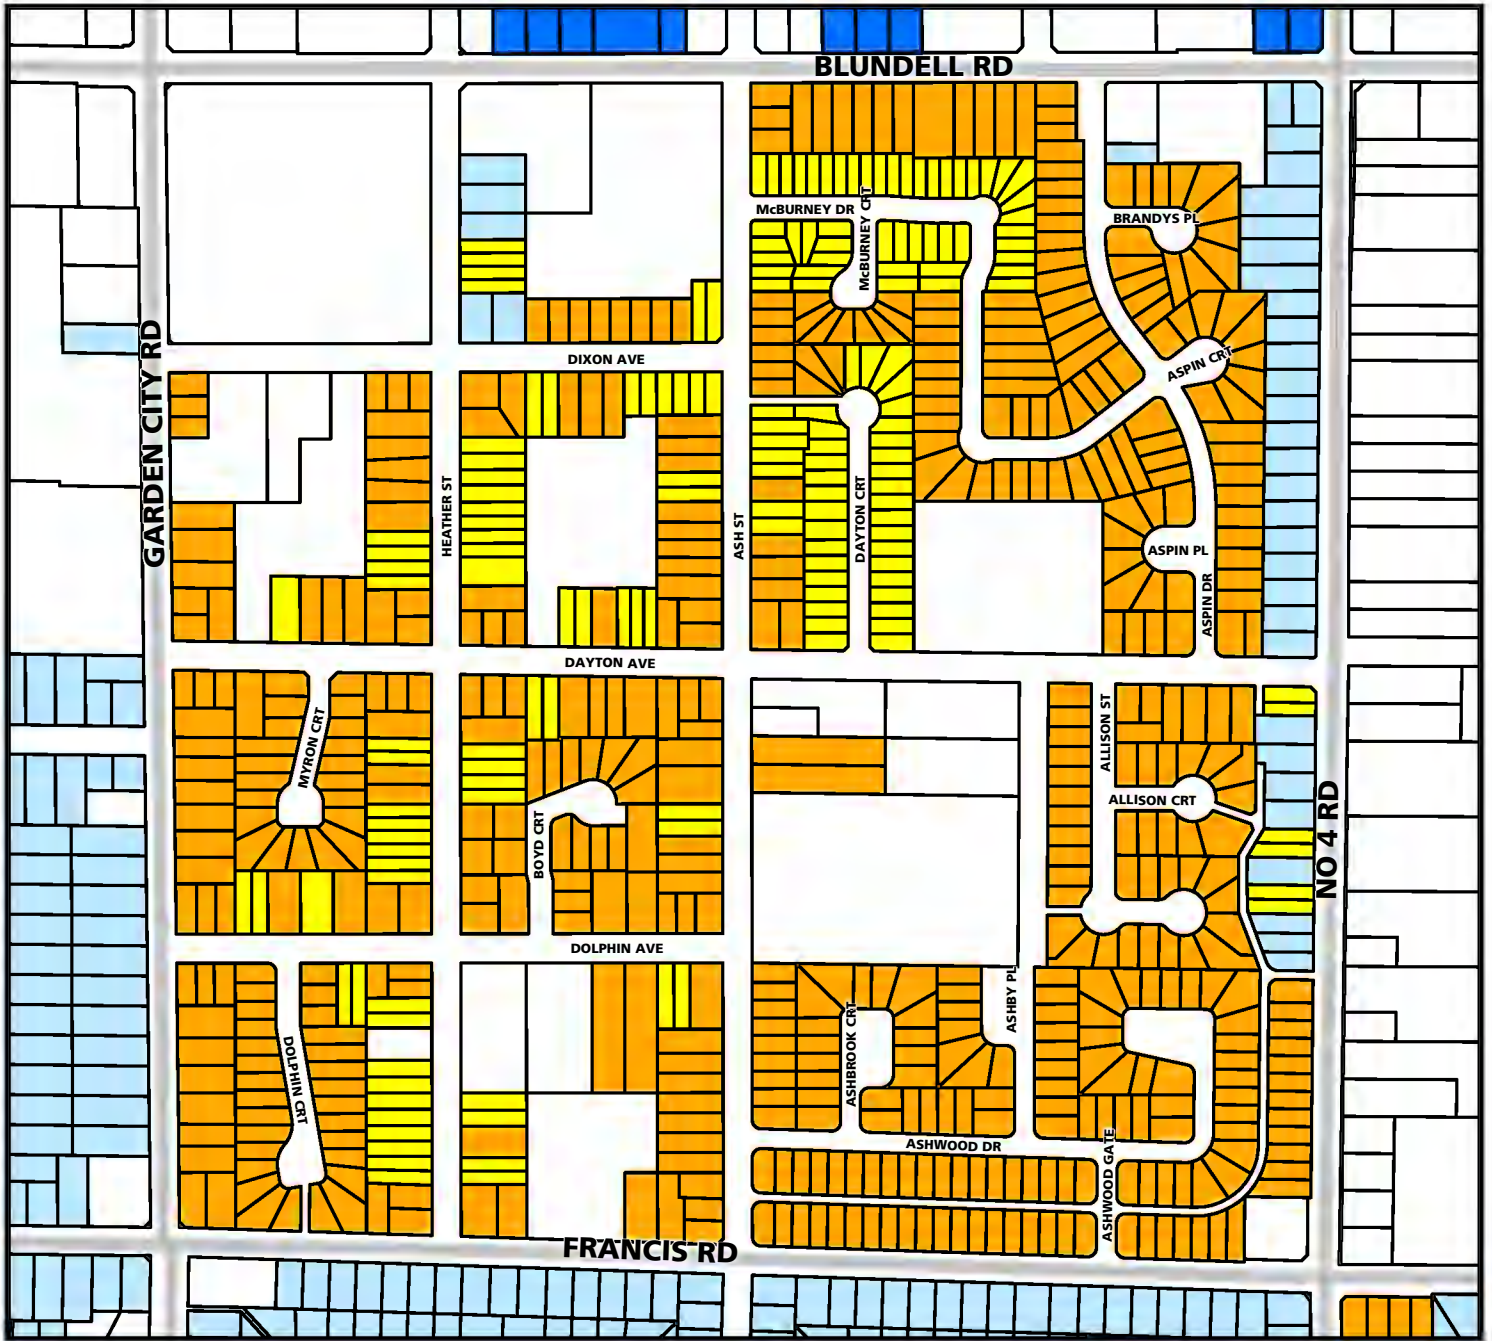 BLUNDELL RD
McBURNEY DR
McBURNEY CRT
BRANDYS PL
DIXON AVE
ASPIN CRT
GARDEN CITY RD
HEATHER ST
ASH ST
DAYTON CRT
ASPIN PL
ASPIN DR
DAYTON AVE
MYRON CRT
ALLISON ST
ALLISON CRT
BOYD CRT
NO 4 RD
DOLPHIN AVE
DOLPHIN CRT
ASHBROOK CRT
ASHBY PL
ASHWOOD DR
ASHWOOD GATE
FRANCIS RD